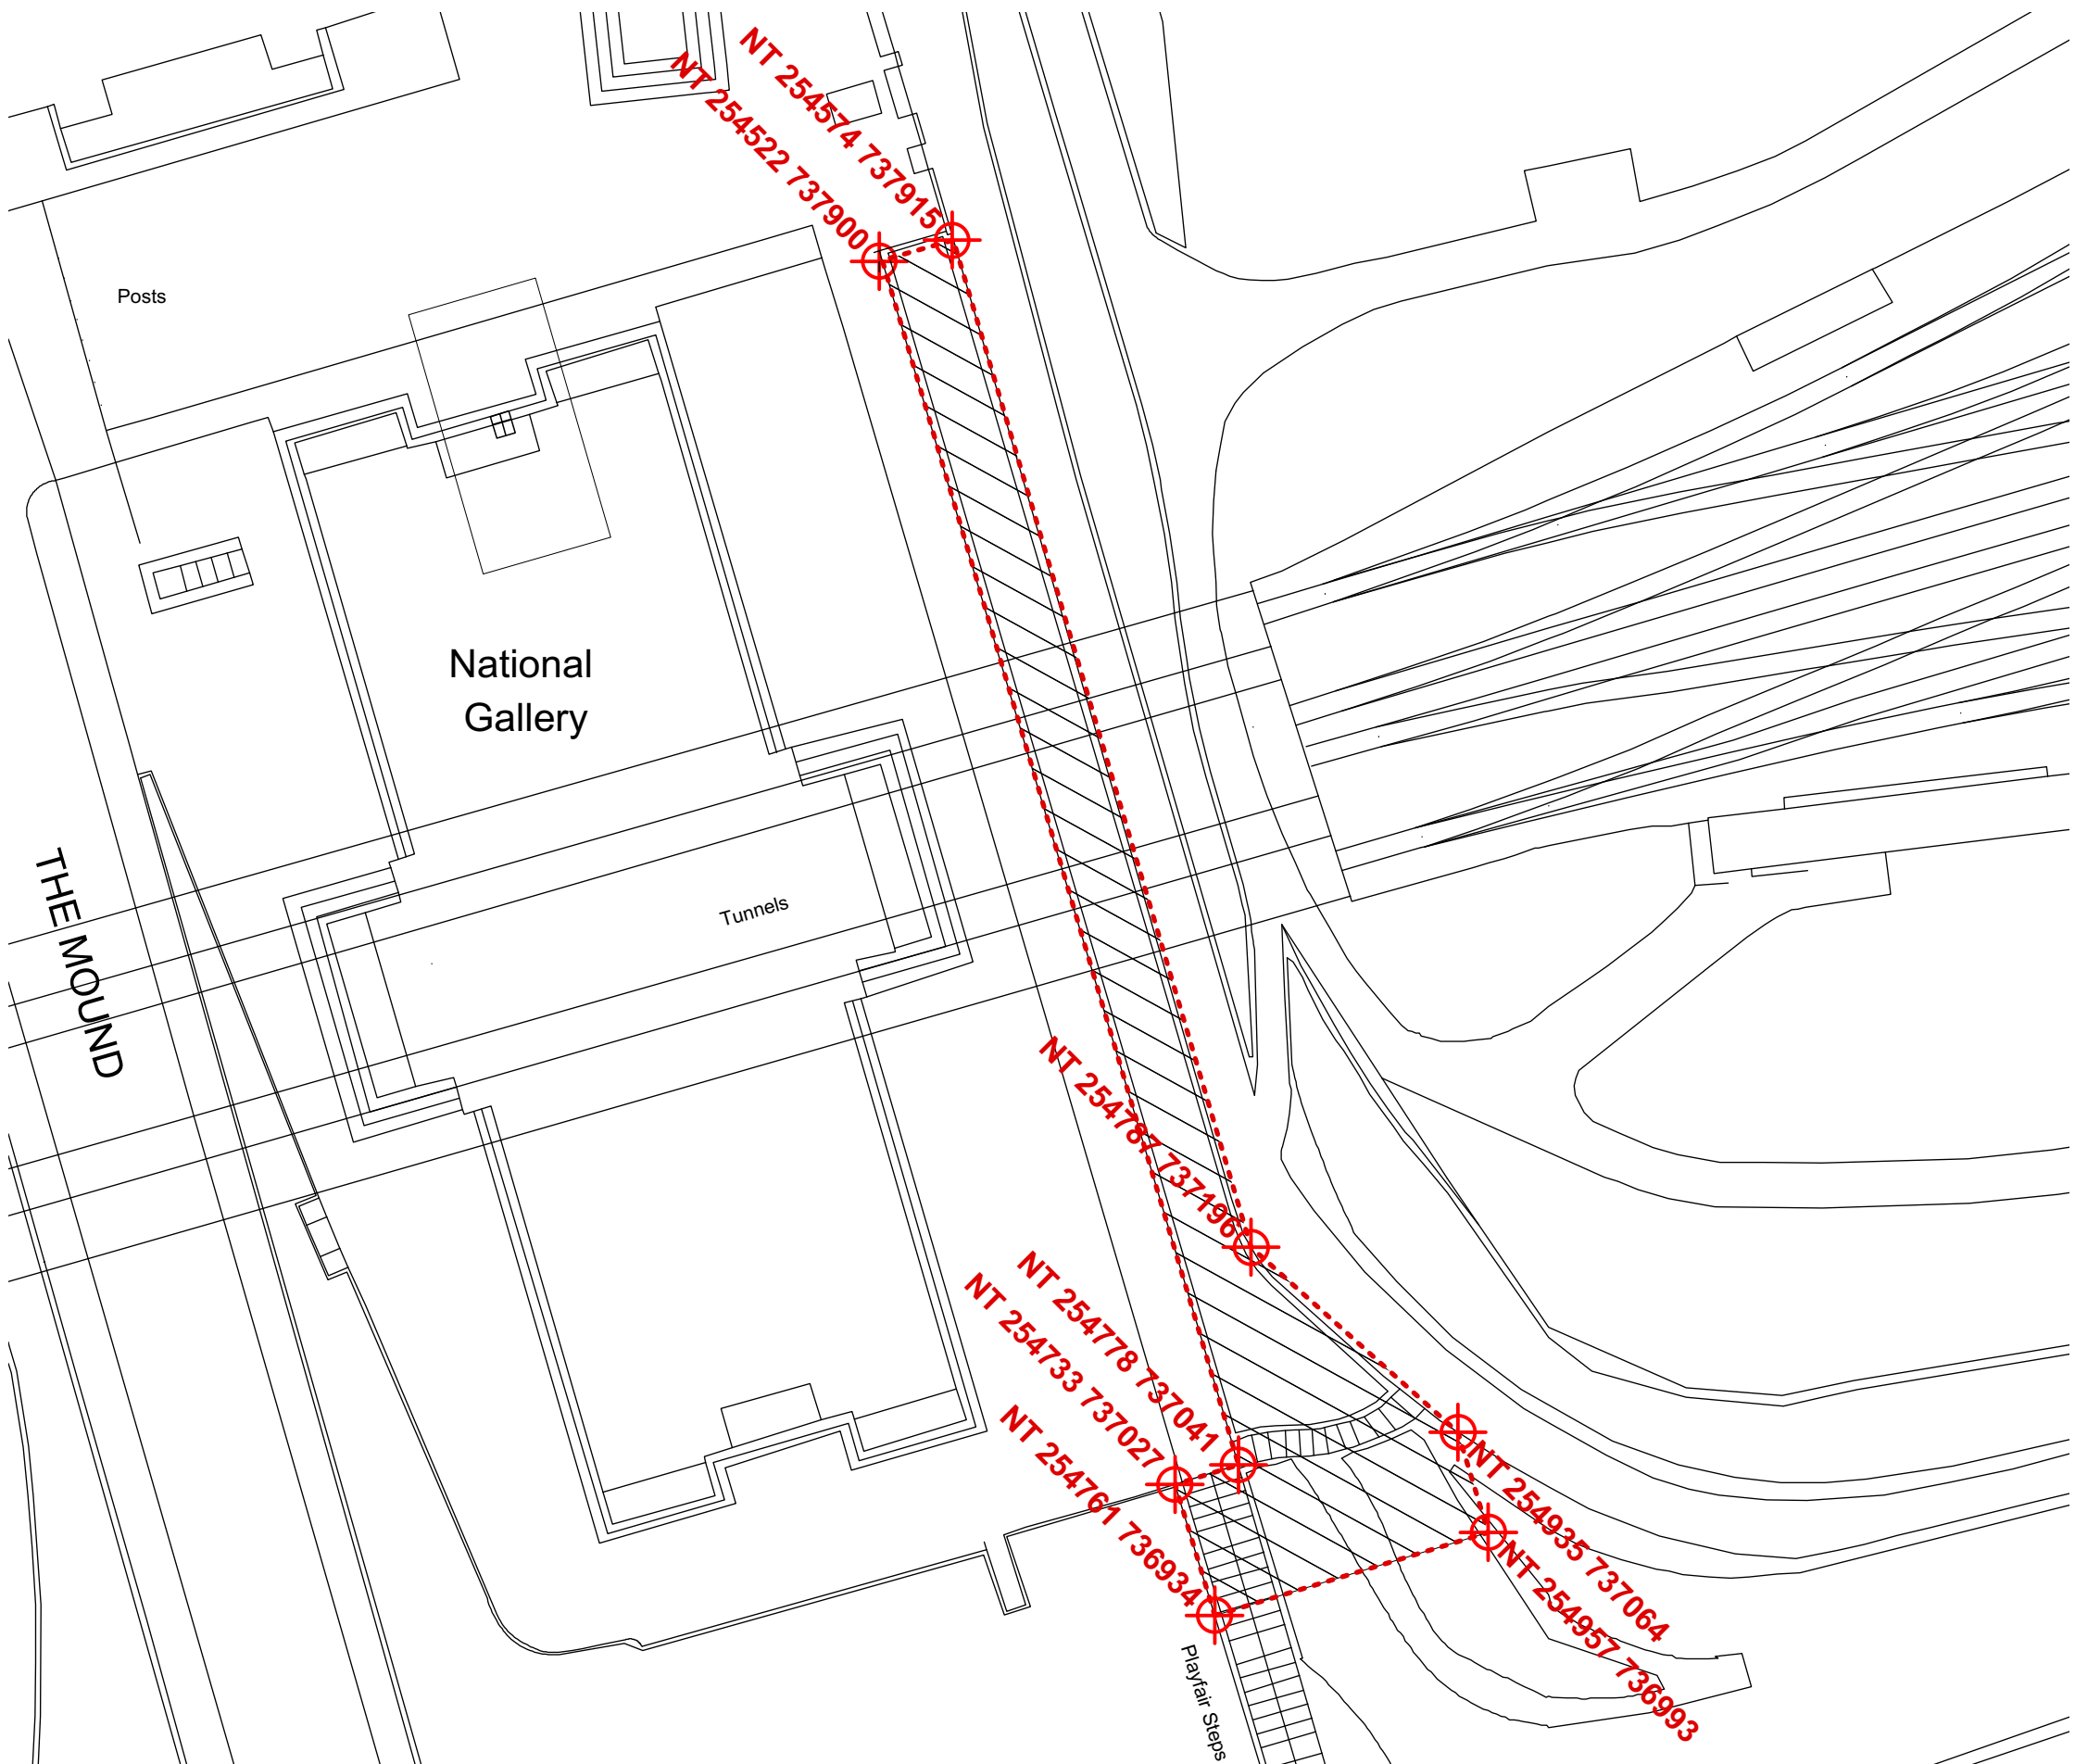 NT 254574 737915
NT 254522 737900
Posts
National
Gallery
Tunnels
THE MOUND
NT 254787 737196
NT 254778 737041
NT 254733 737027
NT 254761 736934
NT 254935 737064
NT 254957 736993
Playfair Steps